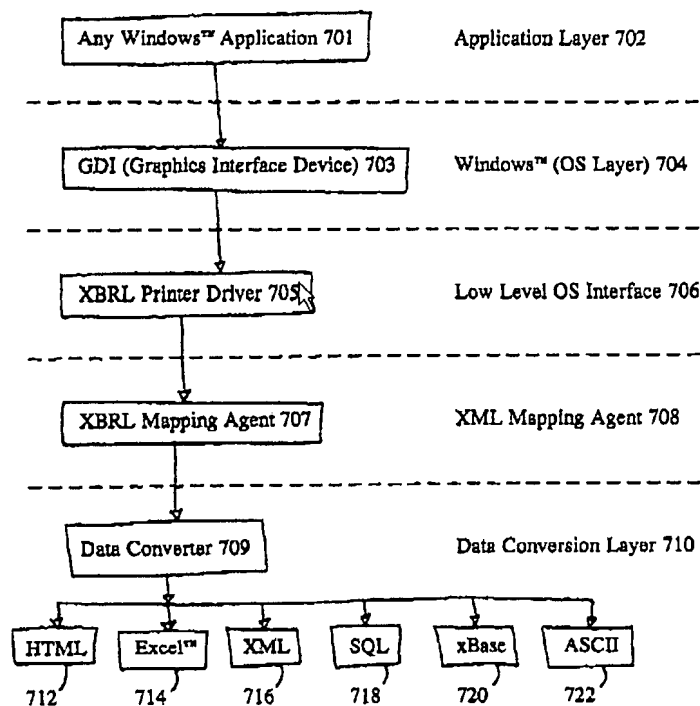 Any Windows™ Application 701
Application Layer 702
GDI (Graphics Interface Device) 703
Windows™ (OS Layer) 704
XBRL Printer Driver 705
Low Level OS Interface 706
XBRL Mapping Agent 707
XML Mapping Agent 708
Data Converter 709
Data Conversion Layer 710
HTML
Excel™
XML
SQL
xBase
ASCII
712
714
716
718
720
722